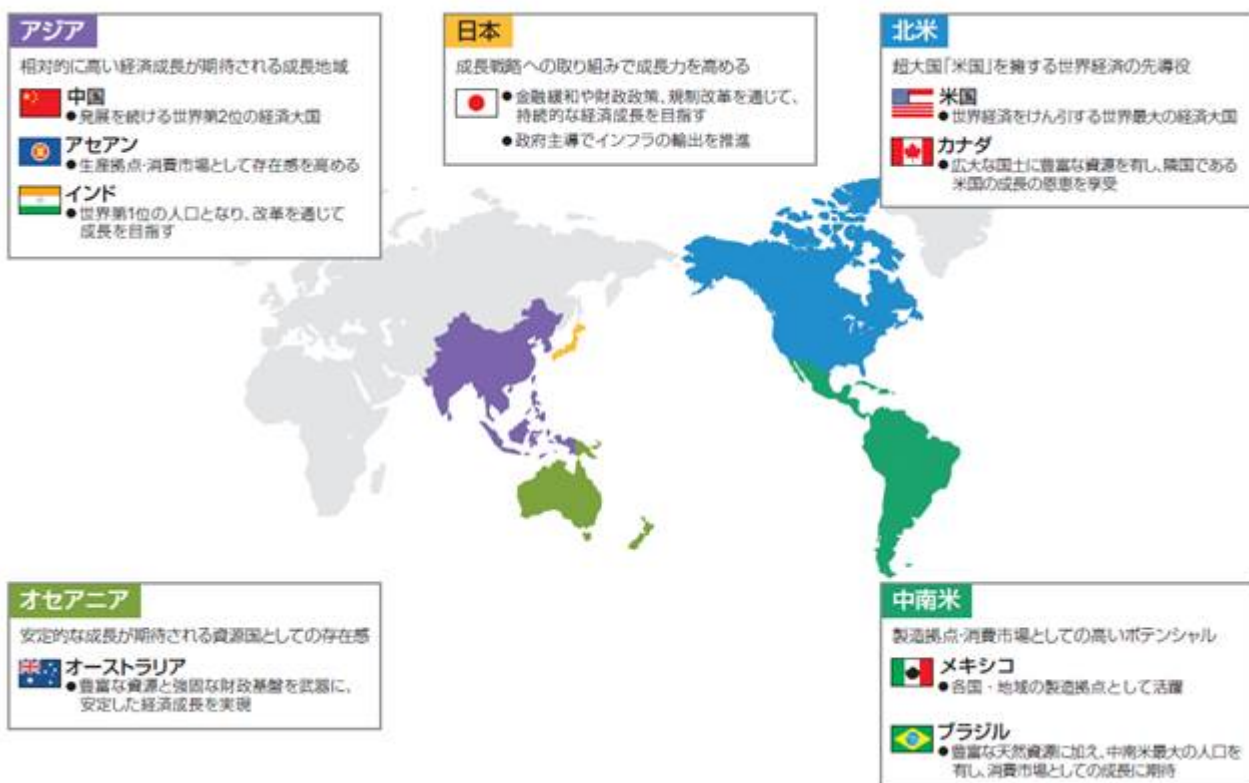 アジア
相対的に高い経済成長が期待される成長地域
中国
●発展を続ける世界第2位の経済大国
アセアン
●生産拠点・消費市場として存在感を高める
インド
●世界第1位の人口となり、改革を通じて
成長を目指す
日本
成長戦略への取り組みで成長力を高める
●金融緩和や財政政策、規制改革を通じて、
持続的な経済成長を目指す
●政府主導でインフラの輸出を推進
北米
超大国「米国」を擁する世界経済の先導役
米国
●世界経済をけん引する世界最大の経済大国
カナダ
●広大な国土に豊富な資源を有し、隣国である
米国の成長の恩恵を享受
オセアニア
安定的な成長が期待される資源国としての存在感
オーストラリア
●豊富な資源と強固な財政基盤を武器に、
安定した経済成長を実現
中南米
製造拠点・消費市場としての高いポテンシャル
メキシコ
●各国・地域の製造拠点として活躍
ブラジル
●豊富な天然資源に加え、中南米最大の人口を
有し、消費市場としての成長に期待